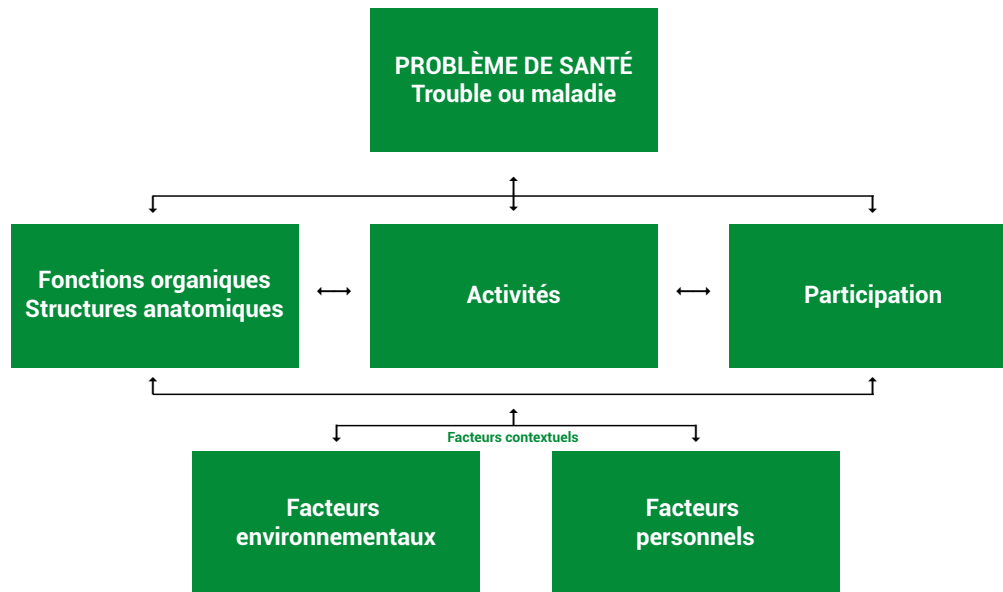 PROBLÈME DE SANTÉ
Trouble ou maladie
Fonctions organiques
Structures anatomiques
Activités
Participation
Facteurs contextuels
Facteurs
environnementaux
Facteurs
personnels